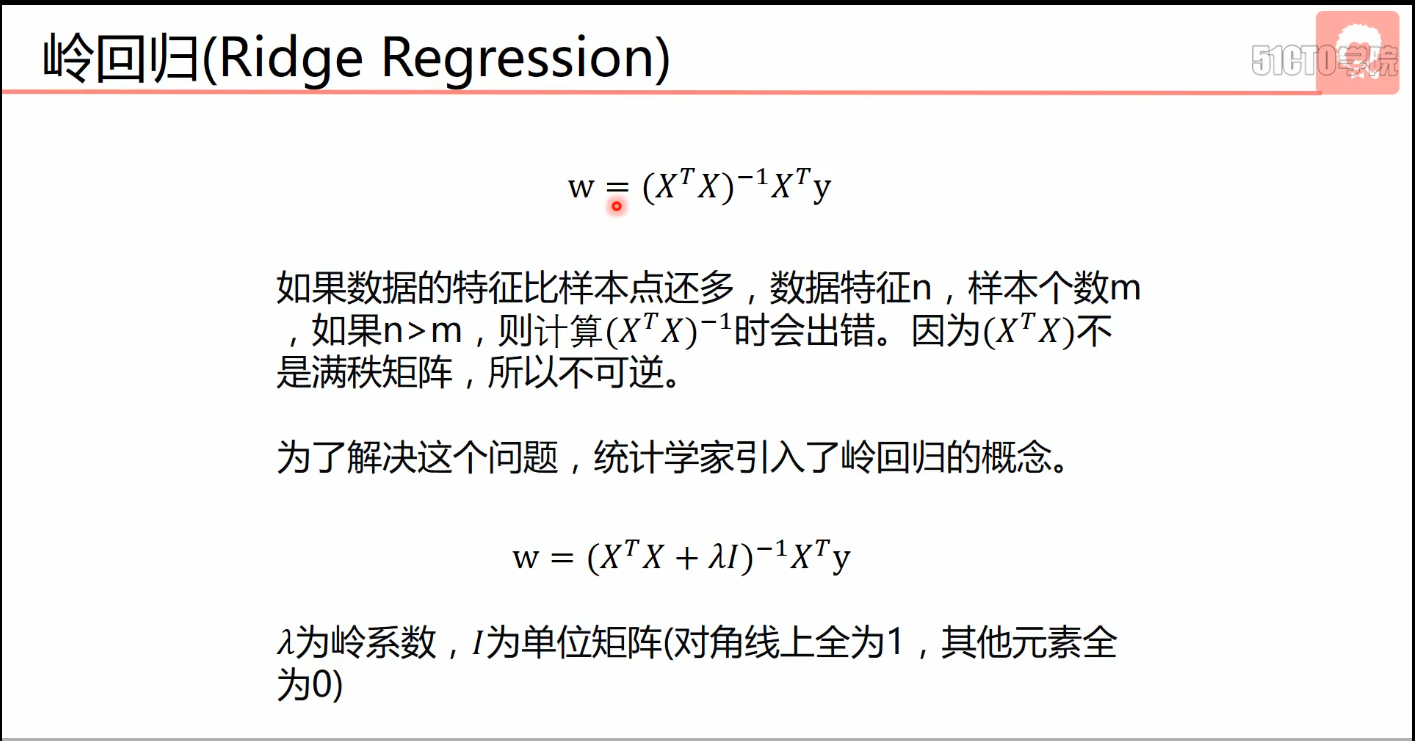 岭回归(Ridge Regression)
51CTO学院
w = (X^T X)^{-1} X^T y
如果数据的特征比样本点还多，数据特征n，样本个数m
，如果n>m，则计算(X^T X)^{-1}时会出错。因为(X^T X)不
是满秩矩阵，所以不可逆。
为了解决这个问题，统计学家引入了岭回归的概念。
w = (X^T X + λI)^{-1} X^T y
λ为岭系数，I为单位矩阵(对角线上全为1，其他元素全
为0)